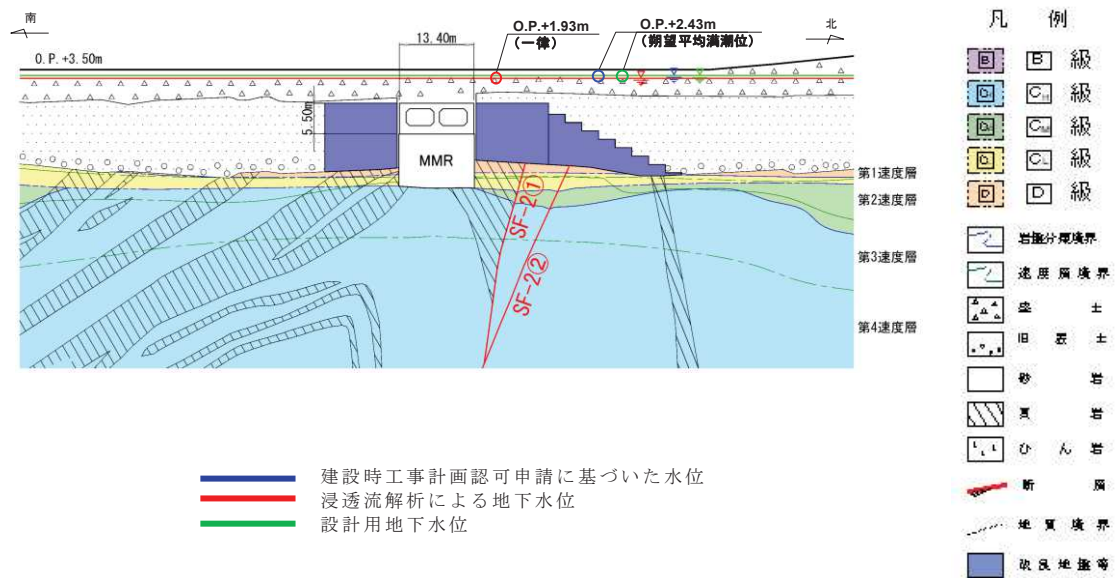 南
北
O.P.+3.50m
13.40m
O.P.+1.93m
(一律)
O.P.+2.43m
(朔望平均満潮位)
5.50m
MMR
SF-2①
SF-2②
第1速度層
第2速度層
第3速度層
第4速度層
建設時工事計画認可申請に基づいた水位
浸透流解析による地下水位
設計用地下水位
凡例
B B 級
CH 級
CM 級
CL 級
D D 級
岩盤分類境界
速度層境界
盛土
旧表土
砂岩
頁岩
ひん岩
断層
地質境界
改良地盤等